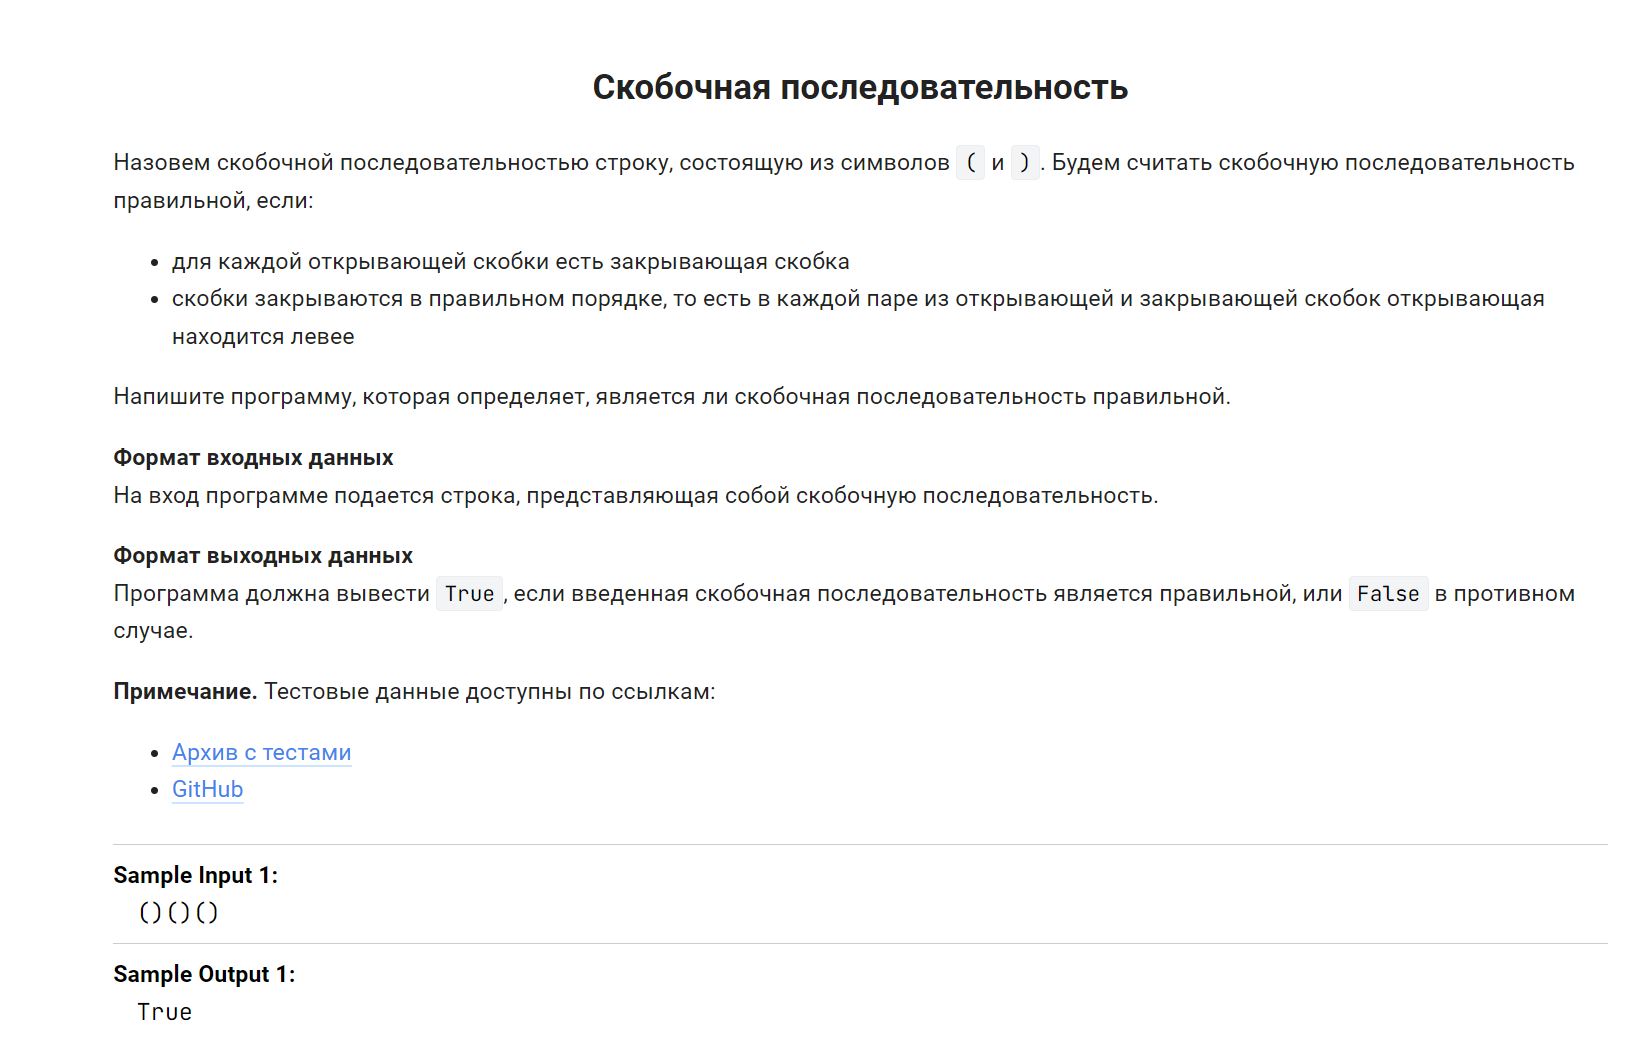 Скобочная последовательность
Назовем скобочной последовательностью строку, состоящую из символов ( и ). Будем считать скобочную последовательность
правильной, если:
• для каждой открывающей скобки есть закрывающая скобка
• скобки закрываются в правильном порядке, то есть в каждой паре из открывающей и закрывающей скобок открывающая
находится левее
Напишите программу, которая определяет, является ли скобочная последовательность правильной.
Формат входных данных
На вход программе подается строка, представляющая собой скобочную последовательность.
Формат выходных данных
Программа должна вывести True, если введенная скобочная последовательность является правильной, или False в противном
случае.
Примечание. Тестовые данные доступны по ссылкам:
• Архив с тестами
• GitHub
Sample Input 1:
()()()
Sample Output 1:
True